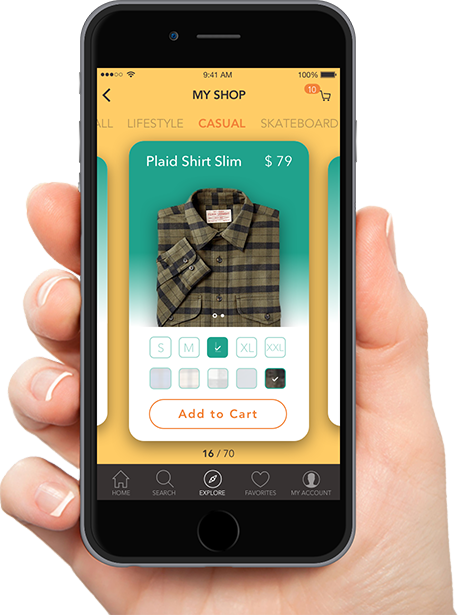 9:41 AM 100%
MY SHOP 10
ALL LIFESTYLE CASUAL SKATEBOARD
Plaid Shirt Slim $ 79
S M XL XXL
Add to Cart
16 / 70
HOME SEARCH EXPLORE FAVORITES MY ACCOUNT